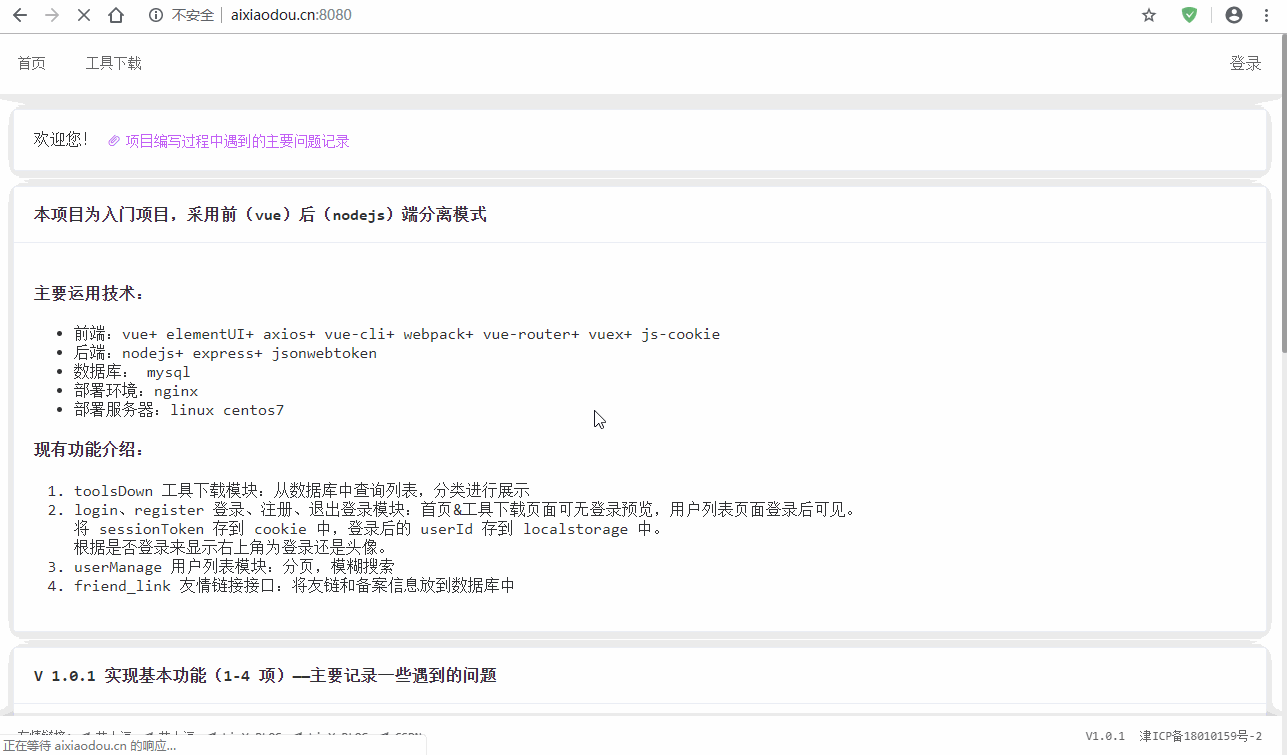 不安全 aixiaodou.cn:8080
首页 工具下载 登录
欢迎您! 项目编写过程中遇到的主要问题记录
本项目为入门项目，采用前（vue）后（nodejs）端分离模式
主要运用技术：
• 前端：vue+ elementUI+ axios+ vue-cli+ webpack+ vue-router+ vuex+ js-cookie
• 后端：nodejs+ express+ jsonwebtoken
• 数据库： mysql
• 部署环境：nginx
• 部署服务器：linux centos7
现有功能介绍：
1. toolsDown 工具下载模块：从数据库中查询列表，分类进行展示
2. login、register 登录、注册、退出登录模块：首页&工具下载页面可无登录预览，用户列表页面登录后可见。
将 sessionToken 存到 cookie 中，登录后的 userId 存到 localstorage 中。
根据是否登录来显示右上角为登录还是头像。
3. userManage 用户列表模块：分页，模糊搜索
4. friend_link 友情链接接口：将友链和备案信息放到数据库中
V 1.0.1 实现基本功能（1-4 项）——主要记录一些遇到的问题
V1.0.1 津ICP备18010159号-2
正在等待 aixiaodou.cn 的响应...